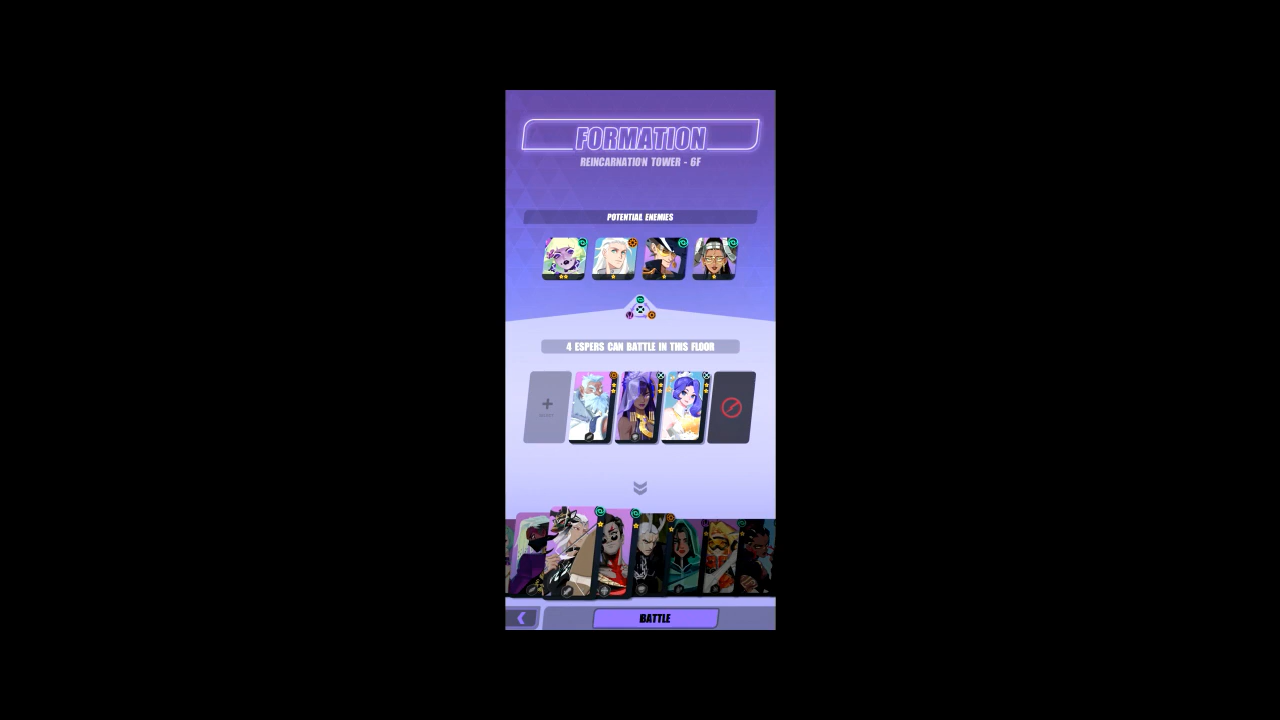 FORMATION
REINCARNATION TOWER - 6F
POTENTIAL ENEMIES
4 ESPERS CAN BATTLE IN THIS FLOOR
BATTLE